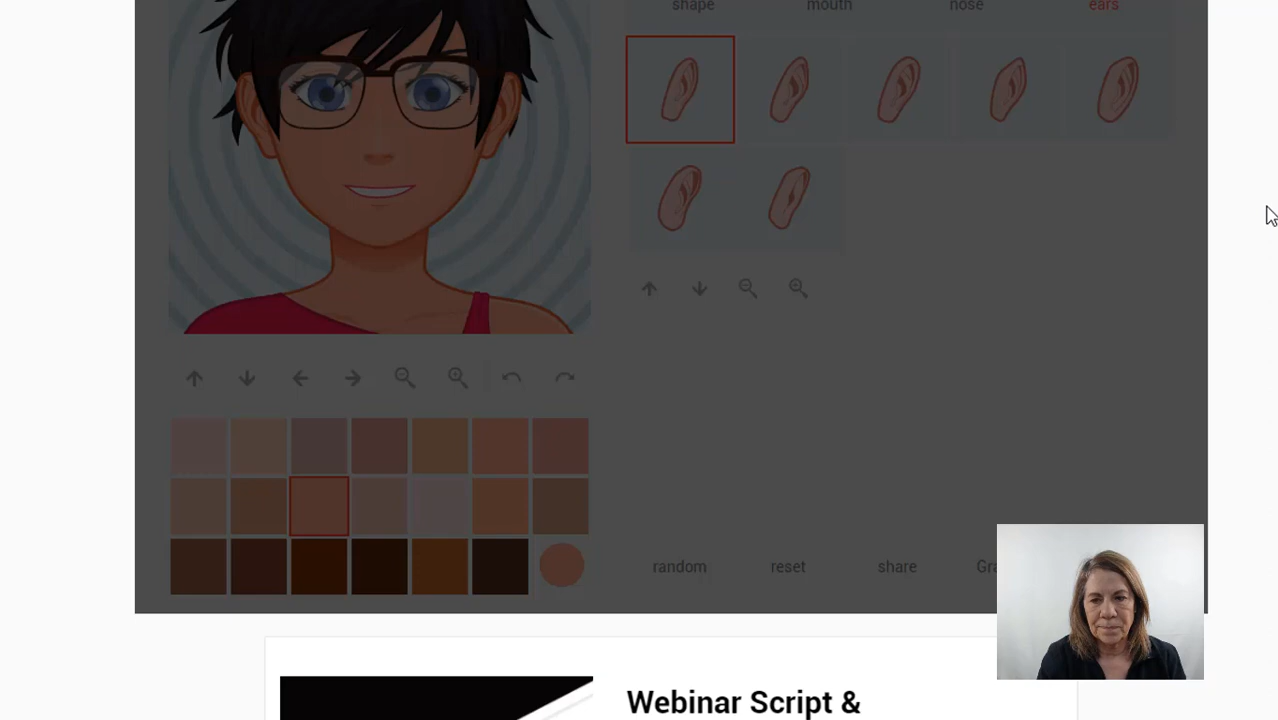 shape mouth nose ears
random reset share
Webinar Script &